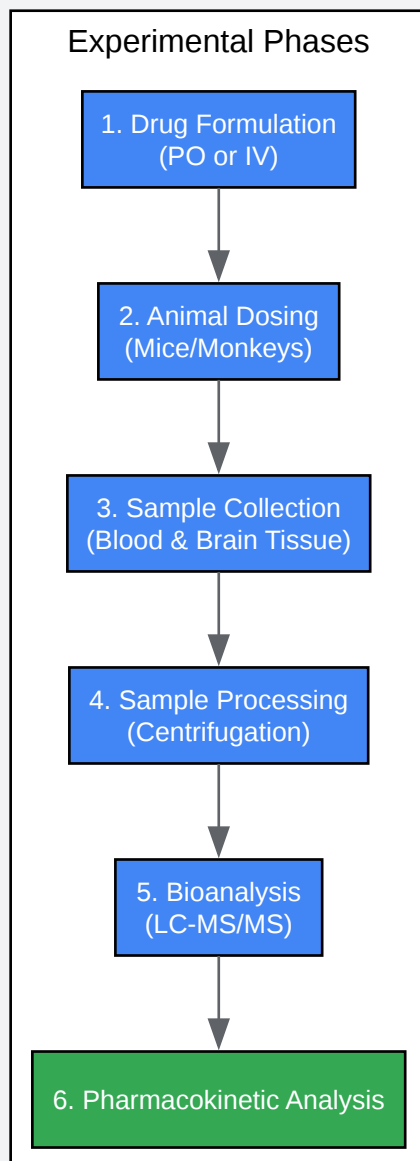 Experimental Phases
1. Drug Formulation
(PO or IV)
2. Animal Dosing
(Mice/Monkeys)
3. Sample Collection
(Blood & Brain Tissue)
4. Sample Processing
(Centrifugation)
5. Bioanalysis
(LC-MS/MS)
6. Pharmacokinetic Analysis